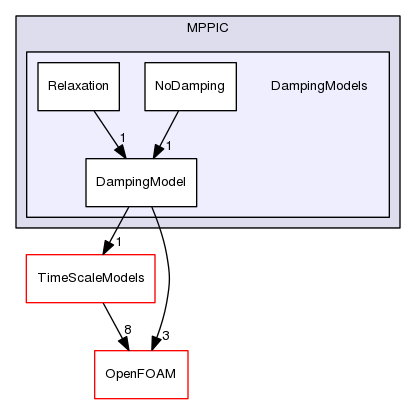 MPPIC
Relaxation
NoDamping
DampingModels
1
1
DampingModel
1
TimeScaleModels
8
3
OpenFOAM